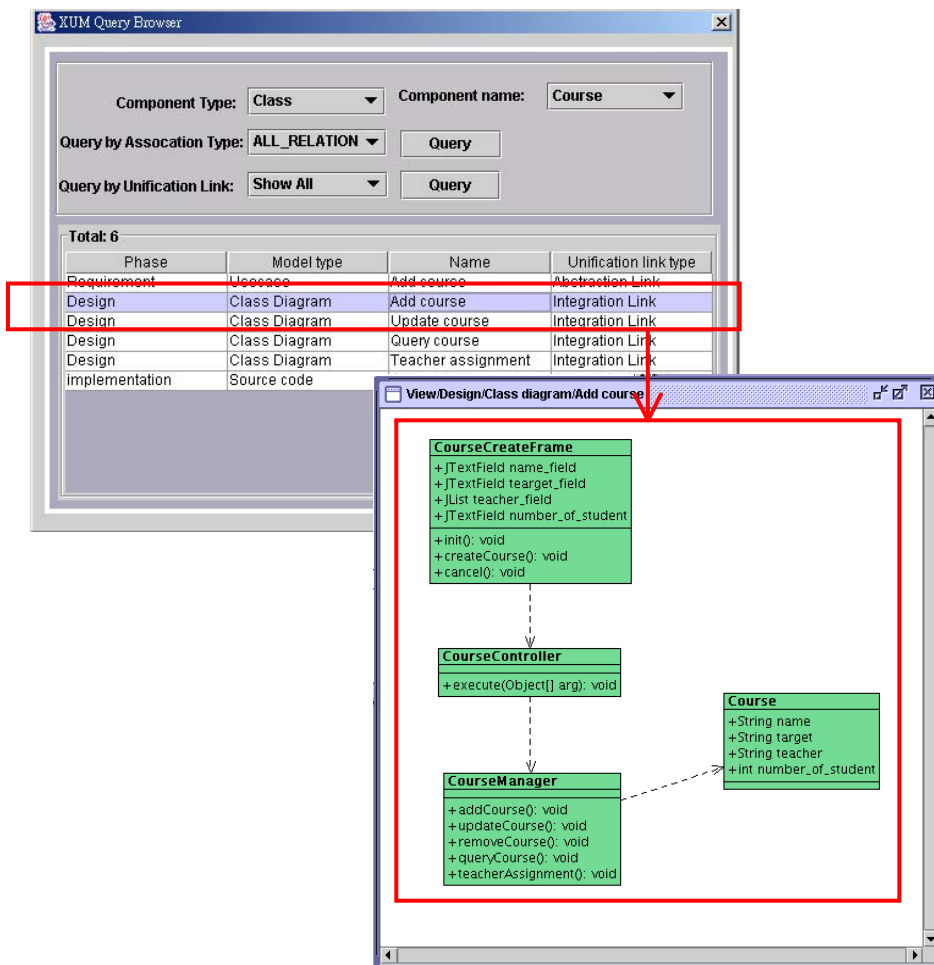 XUM Query Browser
Component Type: Class Component name: Course
Query by Assocation Type: ALL_RELATION Query
Query by Unification Link: Show All Query
Total: 6
Phase Model type Name Unification link type
Requirement Usecase Add course Abstraction Link
Design Class Diagram Add course Integration Link
Design Class Diagram Update course Integration Link
Design Class Diagram Query course Integration Link
Design Class Diagram Teacher assignment Integration Link
implementation Source code
View/Design/Class diagram/Add course
CourseCreateFrame
+JTextField name_field
+JTextField tearget_field
+JList teacher_field
+JTextField number_of_student
+init(): void
+createCourse(): void
+cancel(): void
CourseController
+execute(Object[] arg): void
Course
+String name
+String target
+String teacher
+int number_of_student
CourseManager
+addCourse(): void
+updateCourse(): void
+removeCourse(): void
+queryCourse(): void
+teacherAssignment(): void